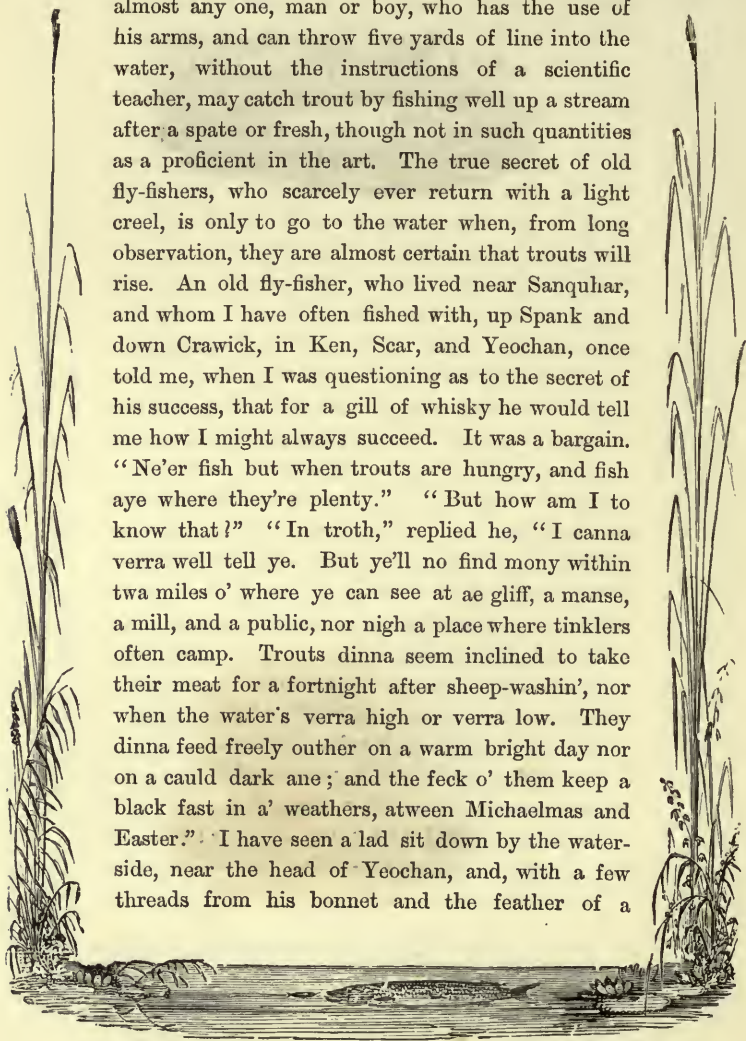 almost any one, man or boy, who has the use of
his arms, and can throw five yards of line into the
water, without the instructions of a scientific
teacher, may catch trout by fishing well up a stream
after a spate or fresh, though not in such quantities
as a proficient in the art. The true secret of old
fly-fishers, who scarcely ever return with a light
creel, is only to go to the water when, from long
observation, they are almost certain that trouts will
rise. An old fly-fisher, who lived near Sanquhar,
and whom I have often fished with, up Spank and
down Crawick, in Ken, Scar, and Yeochan, once
told me, when I was questioning as to the secret of
his success, that for a gill of whisky he would tell
me how I might always succeed. It was a bargain.
“Ne'er fish but when trouts are hungry, and fish
aye where they're plenty.” “But how am I to
know that?” “In troth,” replied he, “I canna
verra well tell ye. But ye'll no find mony within
twa miles o' where ye can see at ae gliff, a manse,
a mill, and a public, nor nigh a place where tinklers
often camp. Trouts dinna seem inclined to take
their meat for a fortnight after sheep-washin', nor
when the water's verra high or verra low. They
dinna feed freely outher on a warm bright day nor
on a cauld dark ane; and the feck o' them keep a
black fast in a' weathers, atween Michaelmas and
Easter.” I have seen a lad sit down by the water-
side, near the head of Yeochan, and, with a few
threads from his bonnet and the feather of a